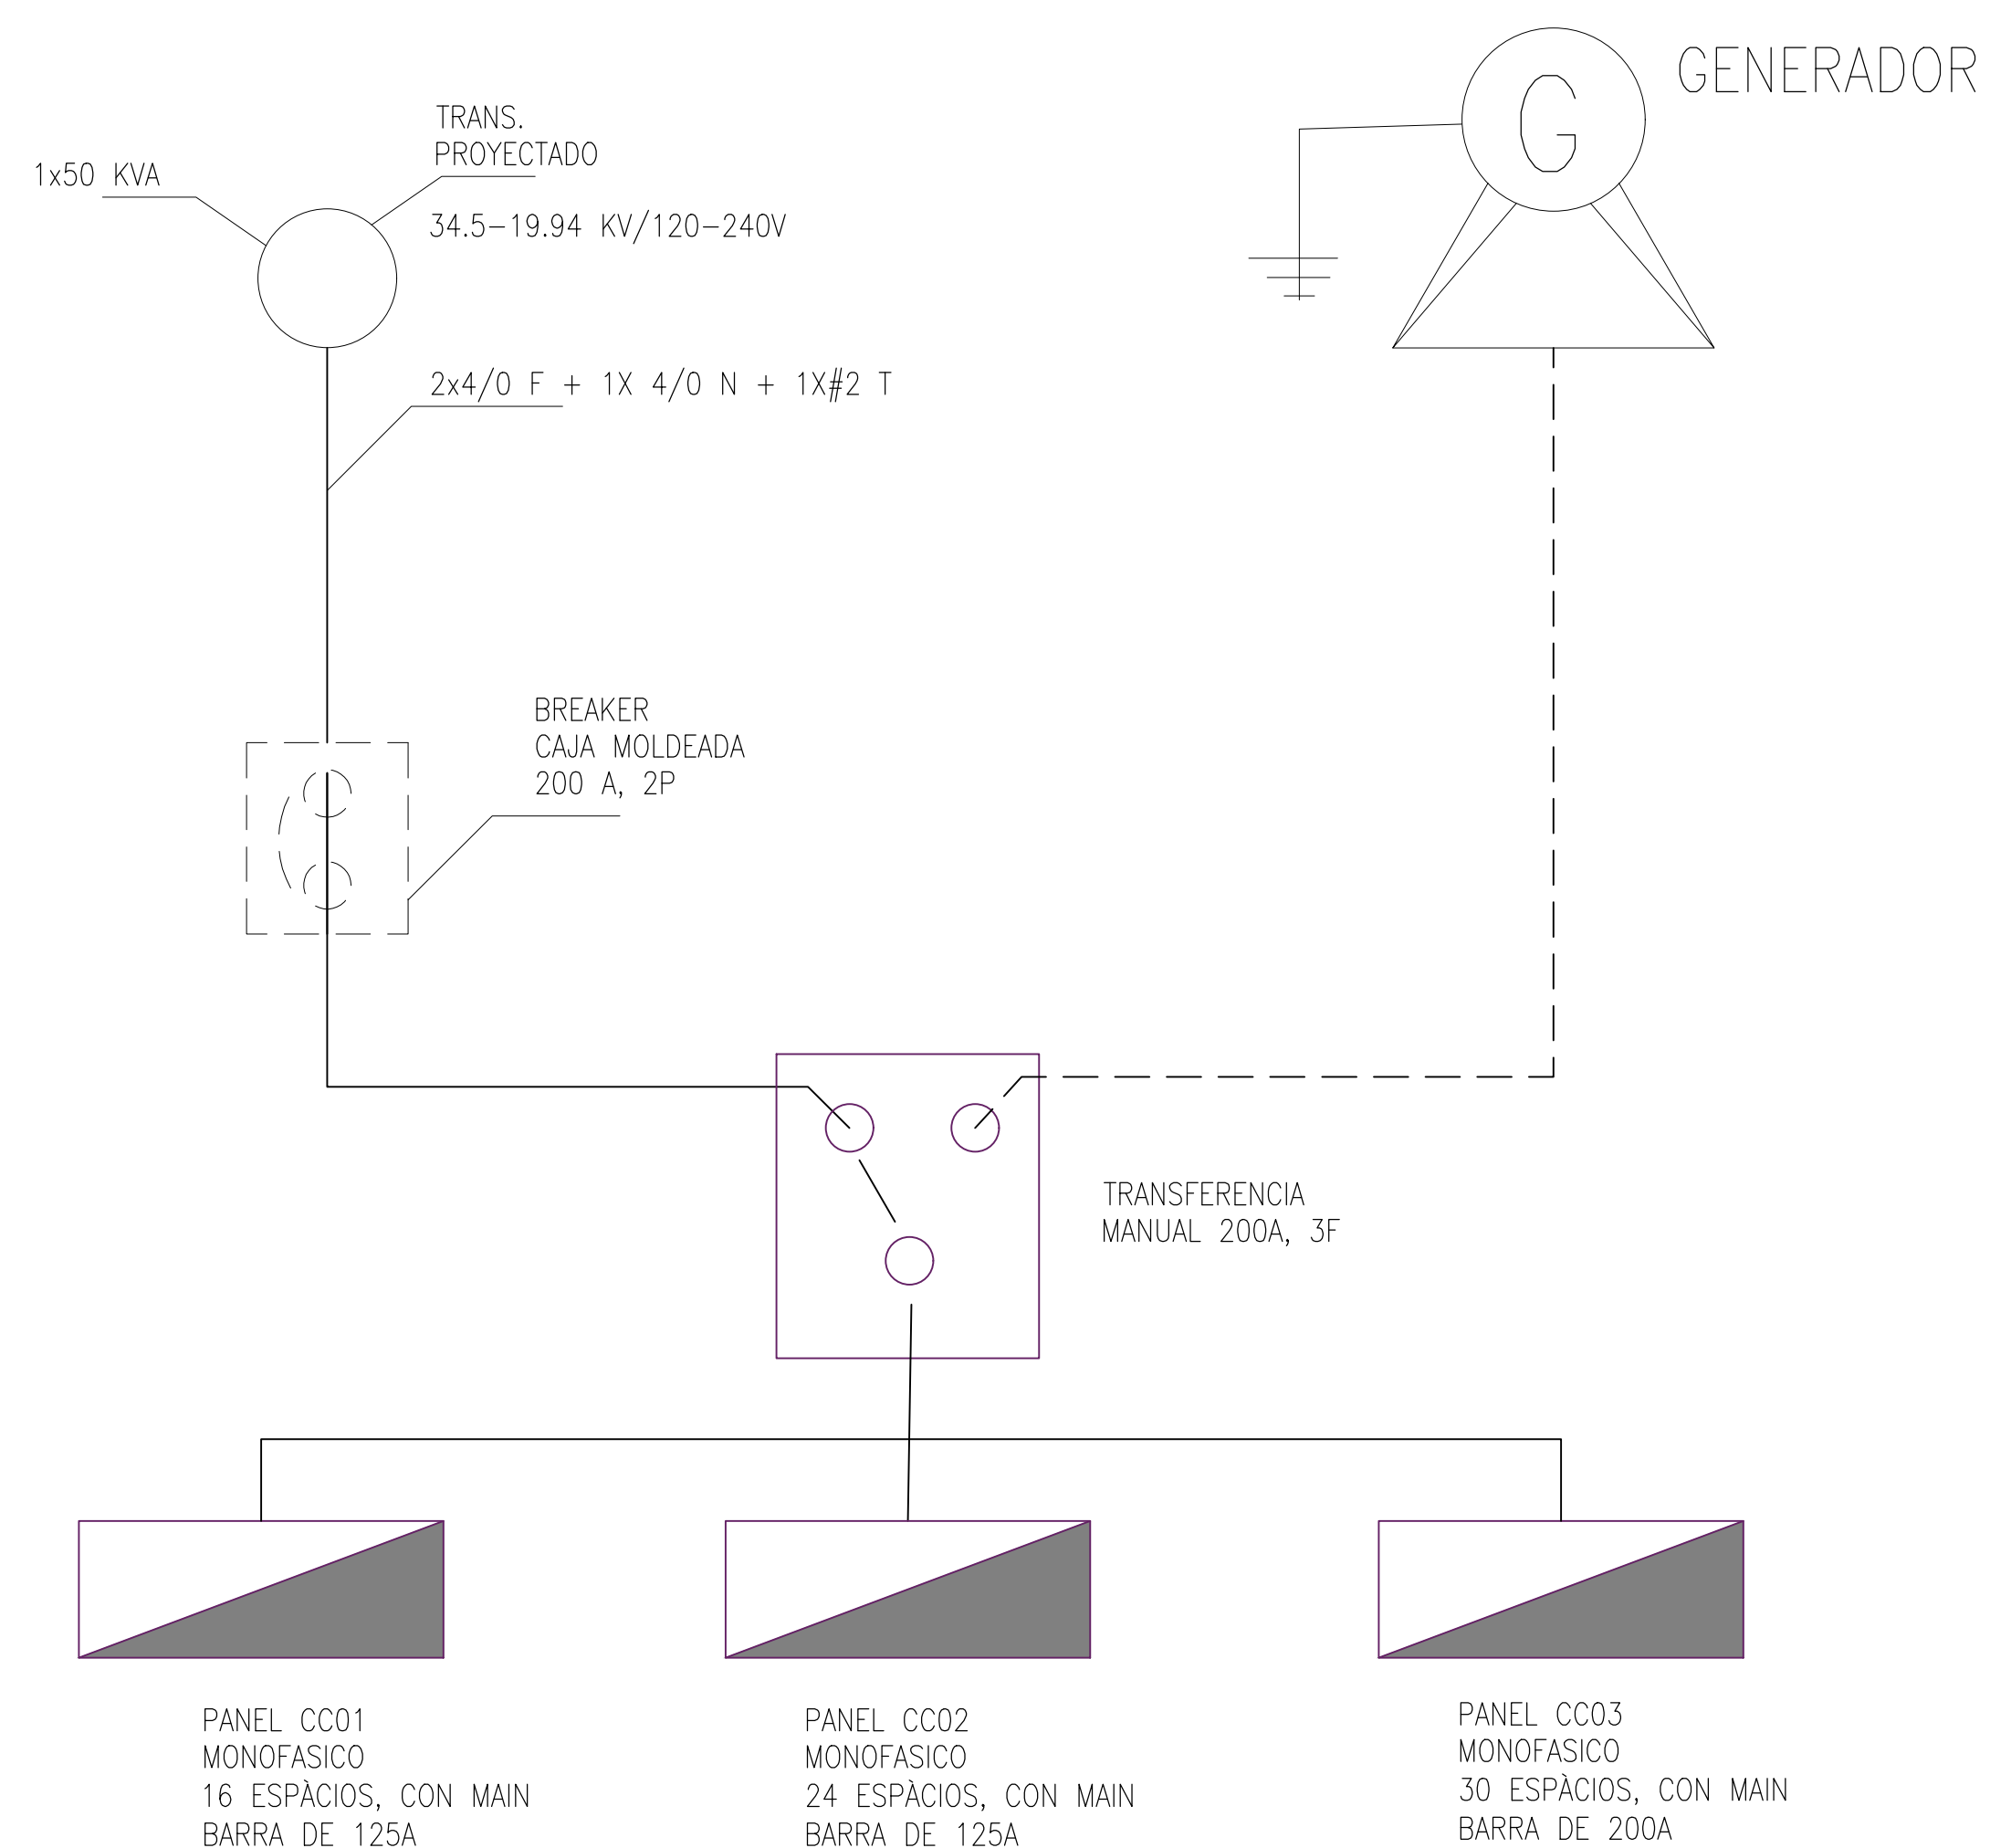 GENERADOR
G
TRANS.
PROYECTADO
1x50 KVA
34.5-19.94 KV/120-240V
2x4/0 F + 1X 4/0 N + 1X#2 T
BREAKER
CAJA MOLDEADA
200 A, 2P
TRANSFERENCIA
MANUAL 200A, 3F
PANEL CC01
MONOFASICO
16 ESPÀCIOS, CON MAIN
BARRA DE 125A
PANEL CC02
MONOFASICO
24 ESPÀCIOS, CON MAIN
BARRA DE 125A
PANEL CC03
MONOFASICO
30 ESPÀCIOS, CON MAIN
BARRA DE 200A